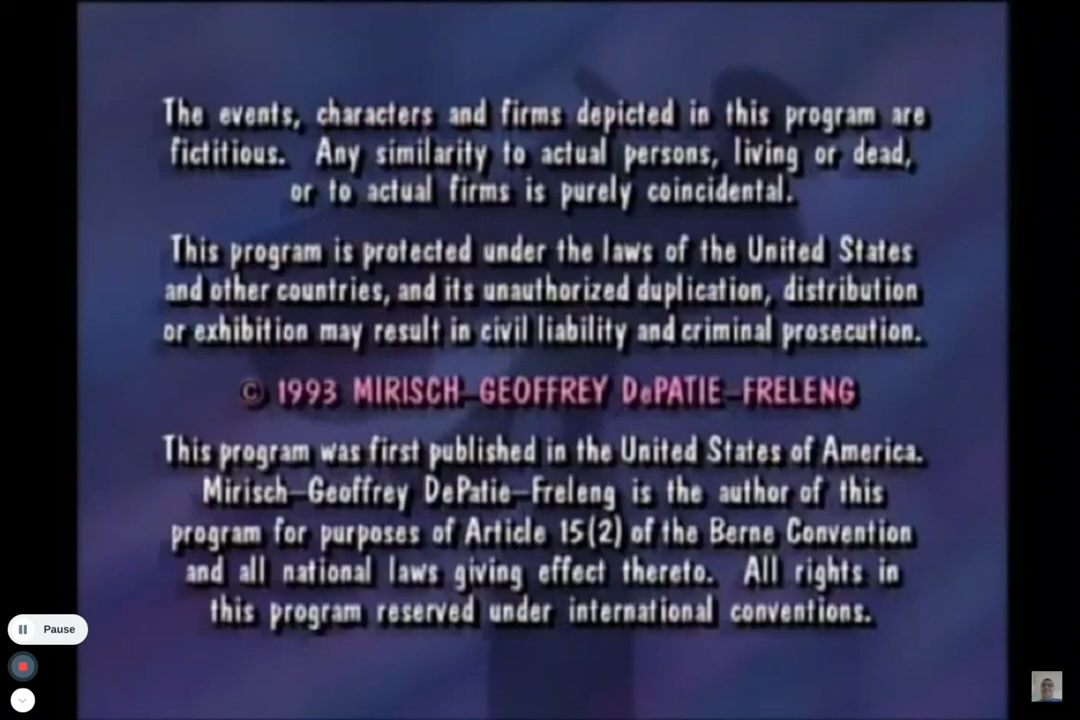 The events, characters and firms depicted in this program are
fictitious. Any similarity to actual persons, living or dead,
or to actual firms is purely coincidental.
This program is protected under the laws of the United States
and other countries, and its unauthorized duplication, distribution
or exhibition may result in civil liability and criminal prosecution.
© 1993 MIRISCH-GEOFFREY DePATIE-FRELENG
This program was first published in the United States of America.
Mirisch-Geoffrey DePatie-Freleng is the author of this
program for purposes of Article 15(2) of the Berne Convention
and all national laws giving effect thereto. All rights in
this program reserved under international conventions.
Pause